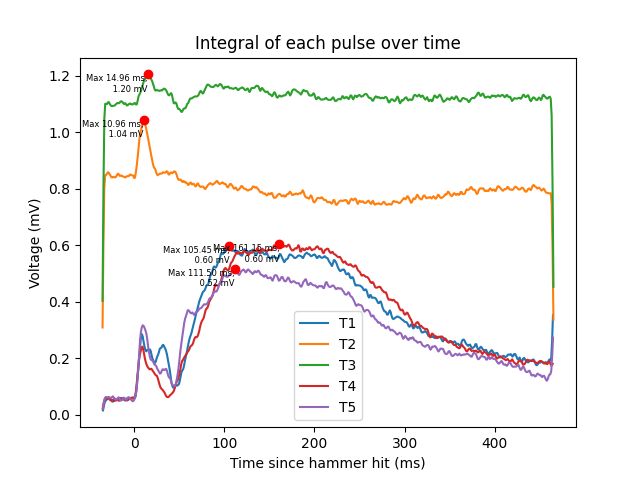 Integral of each pulse over time
Voltage (mV)
1.2
1.0
0.8
0.6
0.4
0.2
0.0
Max 14.96 ms,
1.20 mV
Max 10.96 ms,
1.04 mV
Max 105.45 ms,
0.60 mV
Max 161.15 ms,
0.60 mV
Max 111.50 ms,
0.52 mV
T1
T2
T3
T4
T5
0
100
200
300
400
Time since hammer hit (ms)